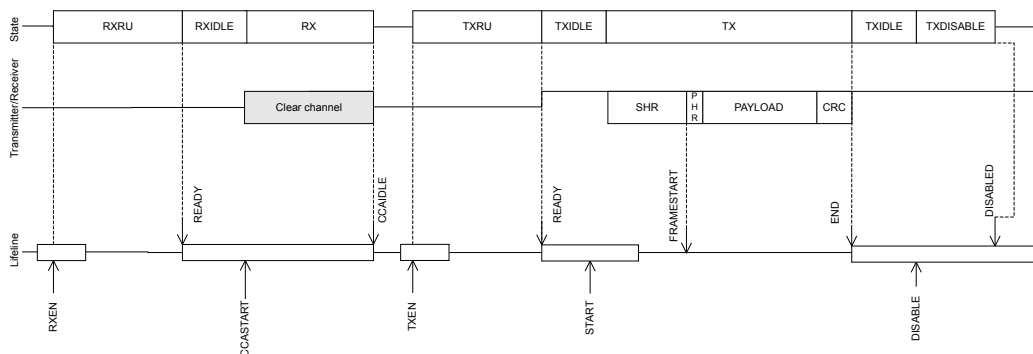 State
RXRU
RXIDLE
RX
TXRU
TXIDLE
TX
TXIDLE
TXDISABLE
Transmitter/Receiver
Clear channel
SHR
PHR
PAYLOAD
CRC
READY
CCAIDLE
READY
FRAMESTART
END
DISABLED
Lifeline
RXEN
CCASTART
TXEN
START
DISABLE